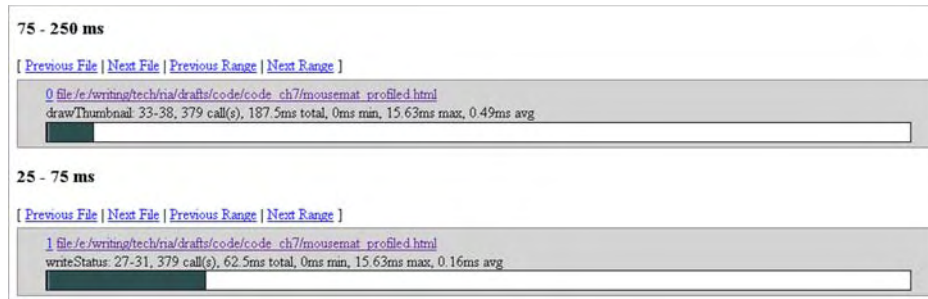 75 - 250 ms
[ Previous File | Next File | Previous Range | Next Range ]
0 file:/e:/writing/tech/ria/drafts/code/code_ch7/mousemat_profiled.html
drawThumbnail: 33-38, 379 call(s), 187.5ms total, 0ms min, 15.63ms max, 0.49ms avg
25 - 75 ms
[ Previous File | Next File | Previous Range | Next Range ]
1 file:/e:/writing/tech/ria/drafts/code/code_ch7/mousemat_profiled.html
writeStatus: 27-31, 379 call(s), 62.5ms total, 0ms min, 15.63ms max, 0.16ms avg